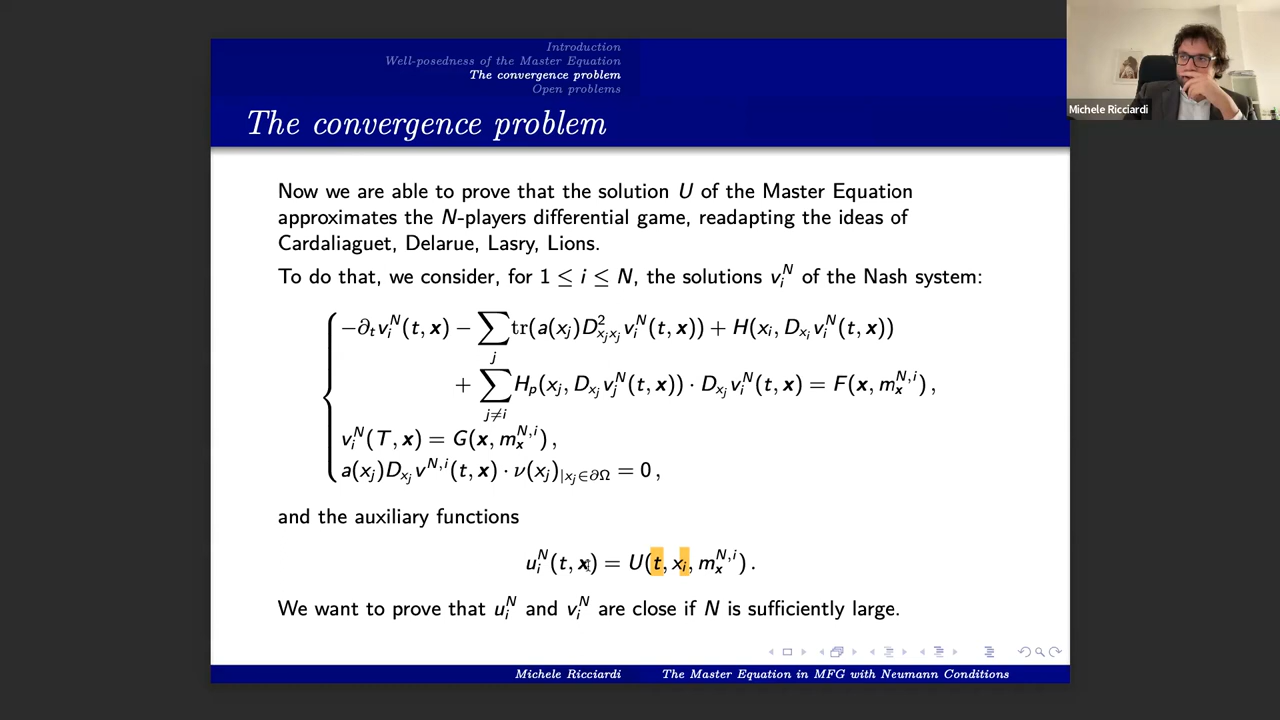 Introduction
Well-posedness of the Master Equation
The convergence problem
Open problems
Michele Ricciardi
The convergence problem
Now we are able to prove that the solution U of the Master Equation
approximates the N-players differential game, readapting the ideas of
Cardaliaguet, Delarue, Lasry, Lions.
To do that, we consider, for 1 ≤ i ≤ N, the solutions v_i^N of the Nash system:
−∂_t v_i^N(t, x) − ∑_j tr(a(x_j)D²_{x_j x_j} v_i^N(t, x)) + H(x_i, D_{x_i} v_i^N(t, x))
+ ∑_{j≠i} H_p(x_j, D_{x_j} v_j^N(t, x)) · D_{x_j} v_i^N(t, x) = F(x, m_x^{N,i}) ,
v_i^N(T, x) = G(x, m_x^{N,i}) ,
a(x_j)D_{x_j} v^{N,i}(t, x) · ν(x_j)_{|x_j∈∂Ω} = 0 ,
and the auxiliary functions
u_i^N(t, x) = U(t, x_i, m_x^{N,i}) .
We want to prove that u_i^N and v_i^N are close if N is sufficiently large.
Michele Ricciardi The Master Equation in MFG with Neumann Conditions